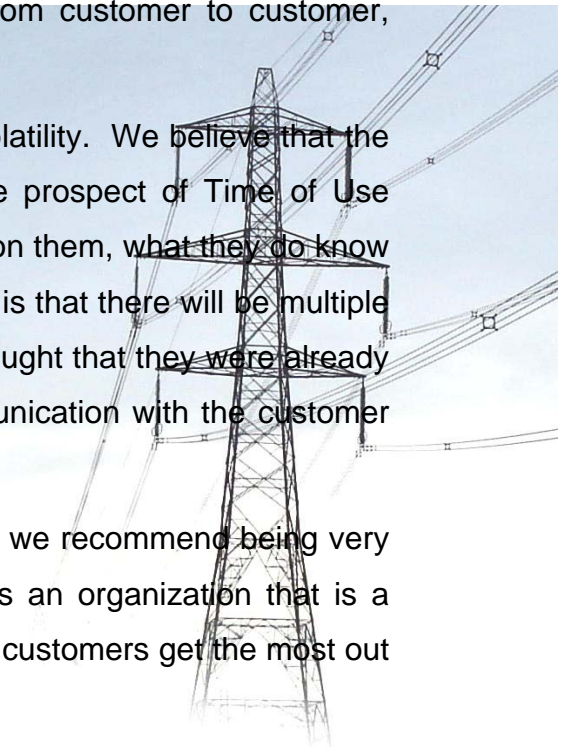 om customer to customer,
latility. We believe that the
e prospect of Time of Use
on them, what they do know
is that there will be multiple
ught that they were already
unication with the customer
we recommend being very
s an organization that is a
customers get the most out